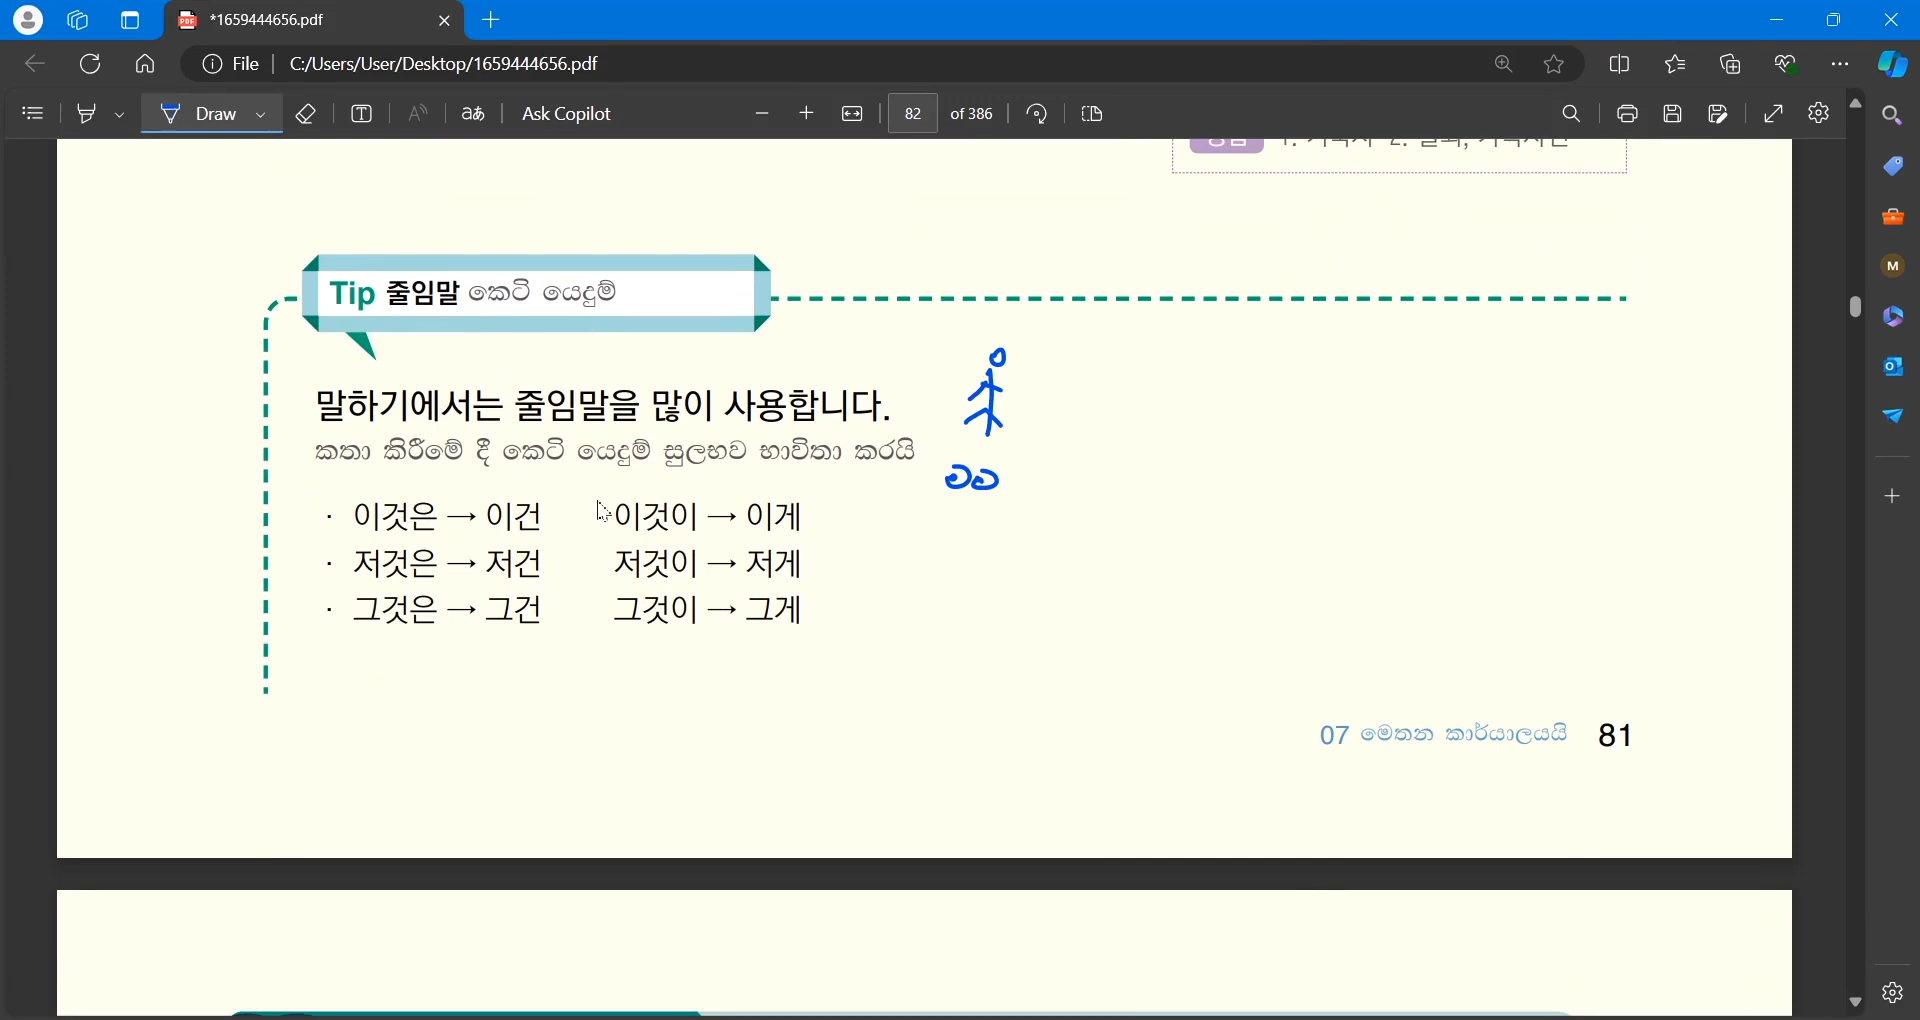 *1659444656.pdf
File
C:/Users/User/Desktop/1659444656.pdf
Draw
aあ
Ask Copilot
82 of 386
M
Tip 줄임말 කෙටි යෙදුම්
말하기에서는 줄임말을 많이 사용합니다.
කතා කිරීමේ දී කෙටි යෙදුම් සුලභව භාවිතා කරයි
· 이것은 → 이건 이것이 → 이게
· 저것은 → 저건 저것이 → 저게
· 그것은 → 그건 그것이 → 그게
07 මෙතන කාර්යාලයයි 81